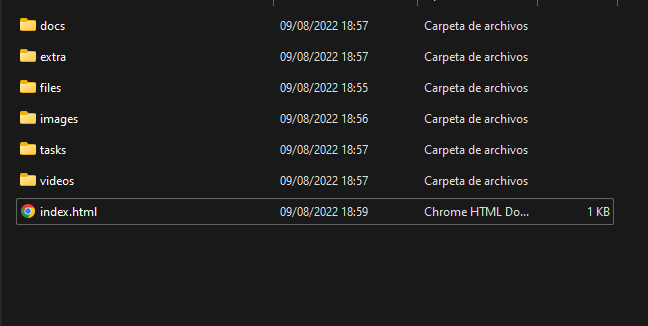 docs 09/08/2022 18:57 Carpeta de archivos
extra 09/08/2022 18:57 Carpeta de archivos
files 09/08/2022 18:55 Carpeta de archivos
images 09/08/2022 18:56 Carpeta de archivos
tasks 09/08/2022 18:57 Carpeta de archivos
videos 09/08/2022 18:57 Carpeta de archivos
index.html 09/08/2022 18:59 Chrome HTML Do... 1 KB